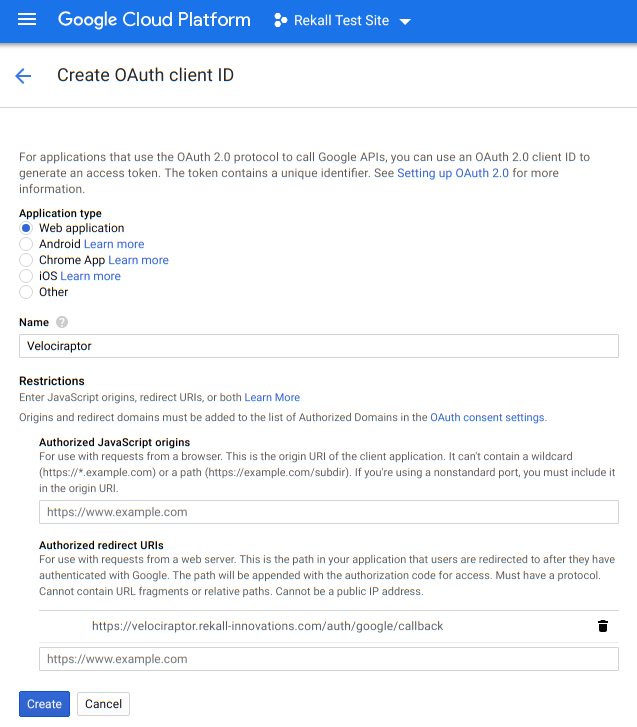 Google Cloud Platform Rekall Test Site
Create OAuth client ID
For applications that use the OAuth 2.0 protocol to call Google APIs, you can use an OAuth 2.0 client ID to
generate an access token. The token contains a unique identifier. See Setting up OAuth 2.0 for more
information.
Application type
Web application
Android Learn more
Chrome App Learn more
iOS Learn more
Other
Name ?
Velociraptor
Restrictions
Enter JavaScript origins, redirect URIs, or both Learn More
Origins and redirect domains must be added to the list of Authorized Domains in the OAuth consent settings.
Authorized JavaScript origins
For use with requests from a browser. This is the origin URI of the client application. It can't contain a wildcard
(https://*.example.com) or a path (https://example.com/subdir). If you're using a nonstandard port, you must include it
in the origin URI.
https://www.example.com
Authorized redirect URIs
For use with requests from a web server. This is the path in your application that users are redirected to after they have
authenticated with Google. The path will be appended with the authorization code for access. Must have a protocol.
Cannot contain URL fragments or relative paths. Cannot be a public IP address.
https://velociraptor.rekall-innovations.com/auth/google/callback
https://www.example.com
Create Cancel